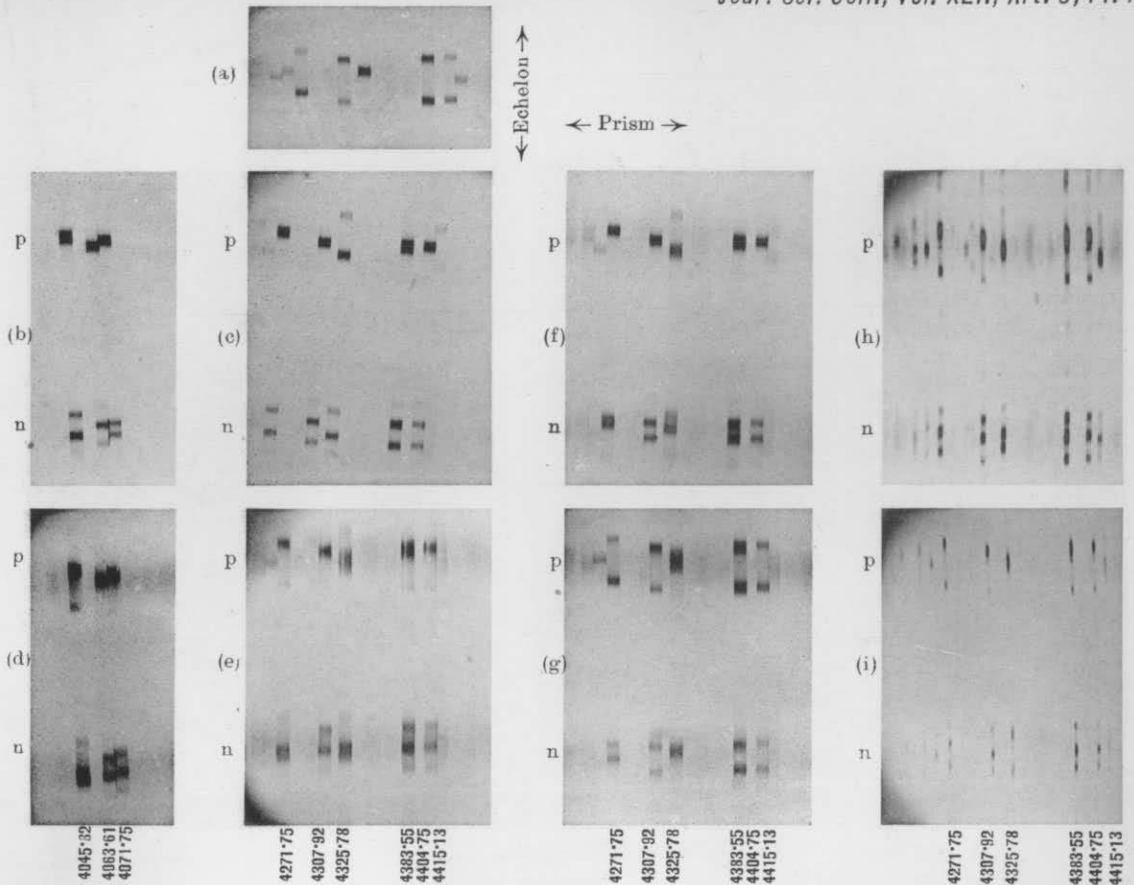 (a)
← Echelon →
← Prism →
p
p
p
p
(b)
(c)
(f)
(h)
n
n
n
n
p
p
p
p
(d)
(e)
(g)
(i)
n
n
n
n
4045·82
4063·61
4071·75
4271·75
4307·92
4325·78
4383·55
4404·75
4415·13
4271·75
4307·92
4325·78
4383·55
4404·75
4415·13
4271·75
4307·92
4325·78
4383·55
4404·75
4415·13